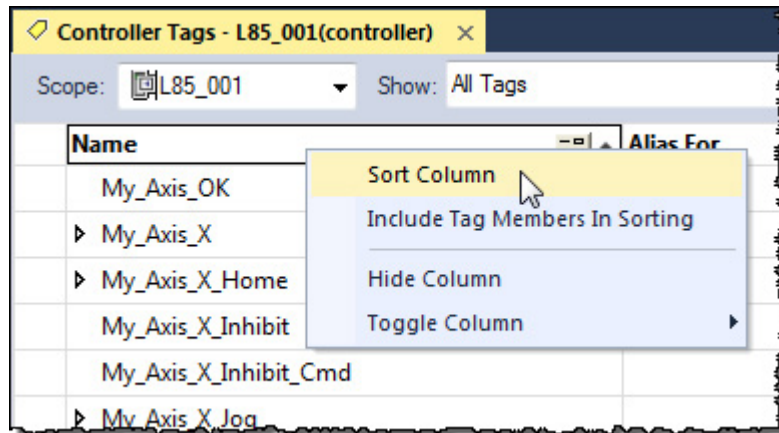 Controller Tags - L85_001(controller)
Scope: L85_001 Show: All Tags
Name Alias For
My_Axis_OK
My_Axis_X
My_Axis_X_Home
My_Axis_X_Inhibit
My_Axis_X_Inhibit_Cmd
My_Axis_X_Jog
Sort Column
Include Tag Members In Sorting
Hide Column
Toggle Column